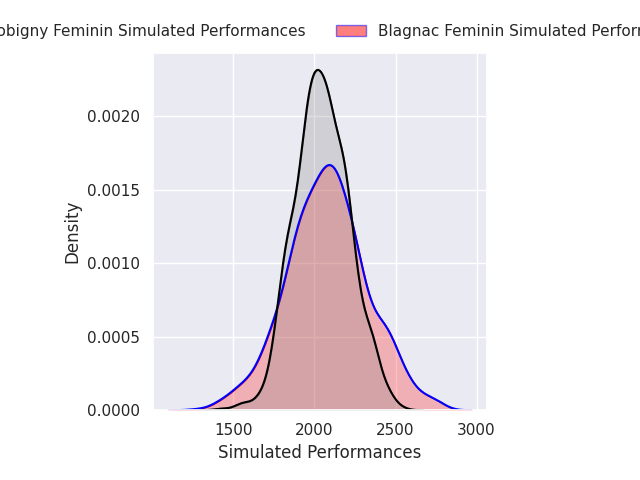 obigny Feminin Simulated Performances
Blagnac Feminin Simulated Perfor
0.0020
0.0015
0.0010
0.0005
0.0000
Density
1500 2000 2500 3000
Simulated Performances